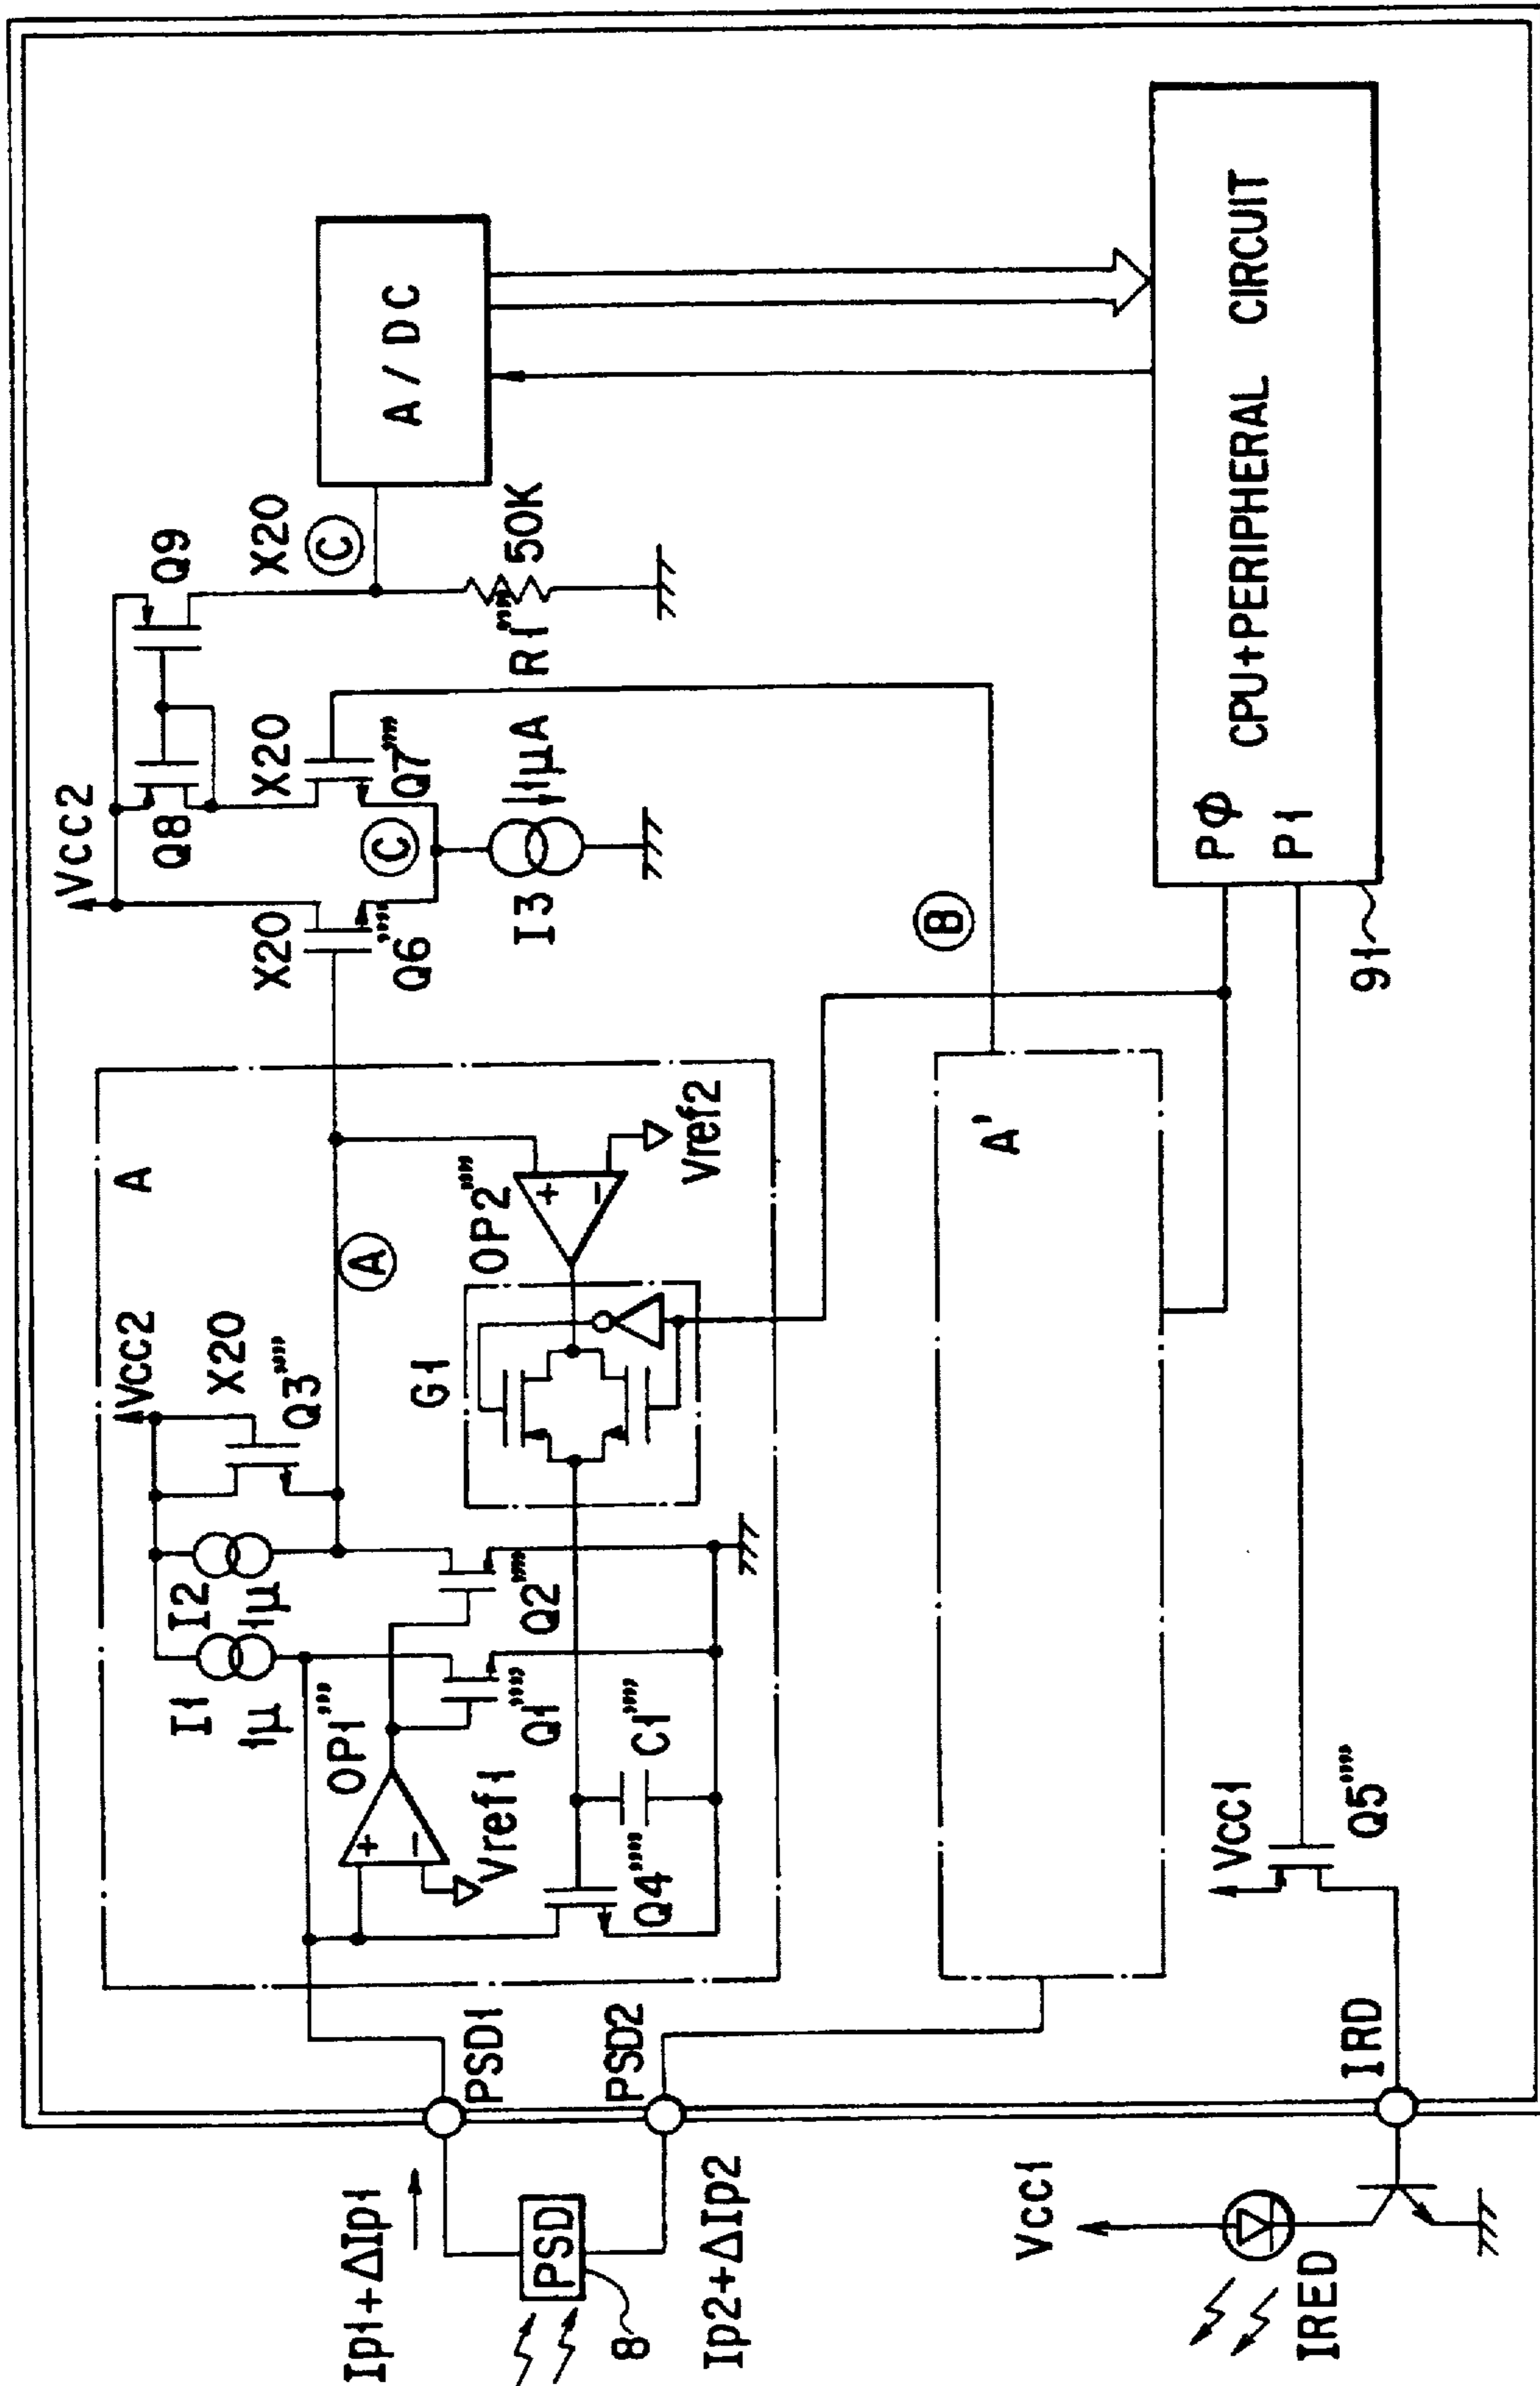 Ip1+ΔIp1
PSD
8
Ip2+ΔIp2
PSD1
PSD2
VCC1
IRED
IRD
A
I1
1μ
I2
1μ
VCC2
X20
Q3""
A
OP1""
Vref1
Q1""
Q2""
Q4""
C1""
G1
OP2""
Vref2
+
−
+
−
A'
B
VCC1
Q5""
VCC2
X20
Q6""
Q8
X20
Q7""
C
I3
1μA
Q9
X20
C
R1""
50K
A/DC
CPU+PERIPHERAL CIRCUIT
PΦ
P1
91